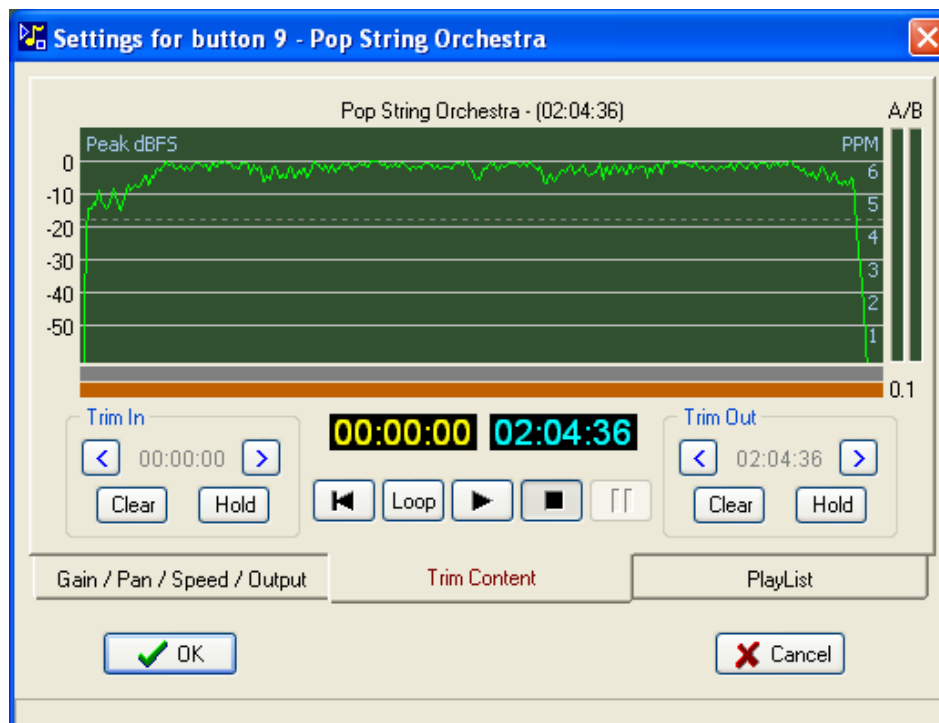 Settings for button 9 - Pop String Orchestra
Pop String Orchestra - (02:04:36)
A/B
Peak dBFS
PPM
0
6
-10
5
-20
4
-30
3
-40
2
-50
1
0.1
Trim In
Trim Out
00:00:00
02:04:36
< 00:00:00 >
< 02:04:36 >
Clear
Hold
Loop
Clear
Hold
Gain / Pan / Speed / Output
Trim Content
PlayList
OK
Cancel